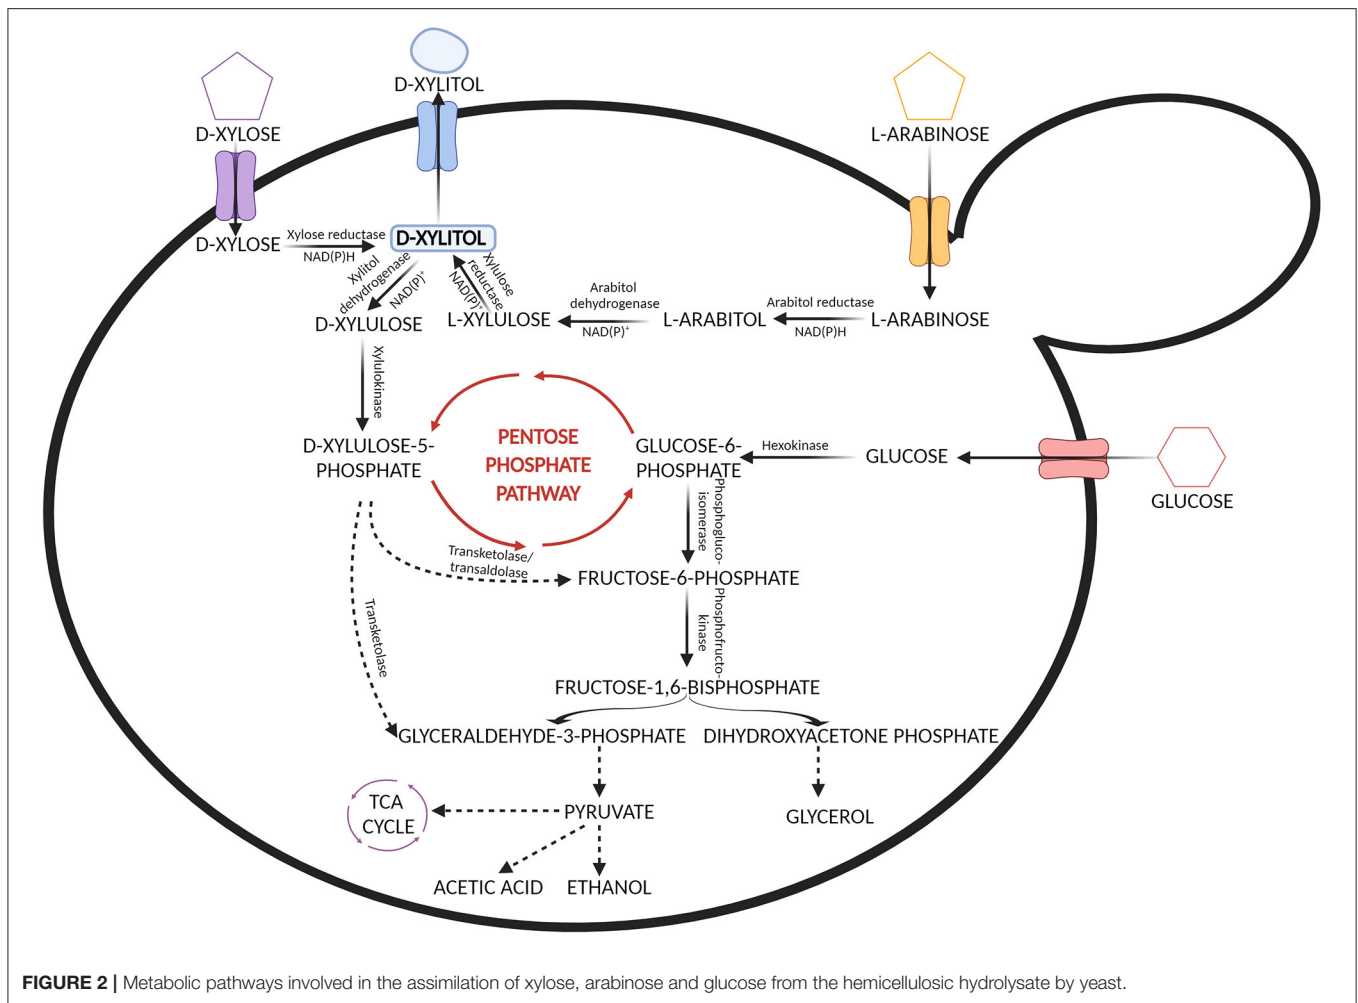 D-XYLITOL
D-XYLOSE
L-ARABINOSE
D-XYLOSE
Xylose reductase
NAD(P)H
D-XYLITOL
Xylitol
dehydrogenase
NAD(P)⁺
Xylulose
reductase
NAD(P)⁺
D-XYLULOSE
L-XYLULOSE
Arabitol
dehydrogenase
NAD(P)⁺
L-ARABITOL
Arabitol reductase
NAD(P)H
L-ARABINOSE
Xylulokinase
D-XYLULOSE-5-
PHOSPHATE
PENTOSE
PHOSPHATE
PATHWAY
GLUCOSE-6-
PHOSPHATE
Hexokinase
GLUCOSE
GLUCOSE
Phosphogluco-
isomerase
Transketolase/
transaldolase
FRUCTOSE-6-PHOSPHATE
Transketolase
Phosphofructo-
kinase
FRUCTOSE-1,6-BISPHOSPHATE
GLYCERALDEHYDE-3-PHOSPHATE
DIHYDROXYACETONE PHOSPHATE
TCA
CYCLE
PYRUVATE
GLYCEROL
ACETIC ACID
ETHANOL
FIGURE 2 | Metabolic pathways involved in the assimilation of xylose, arabinose and glucose from the hemicellulosic hydrolysate by yeast.